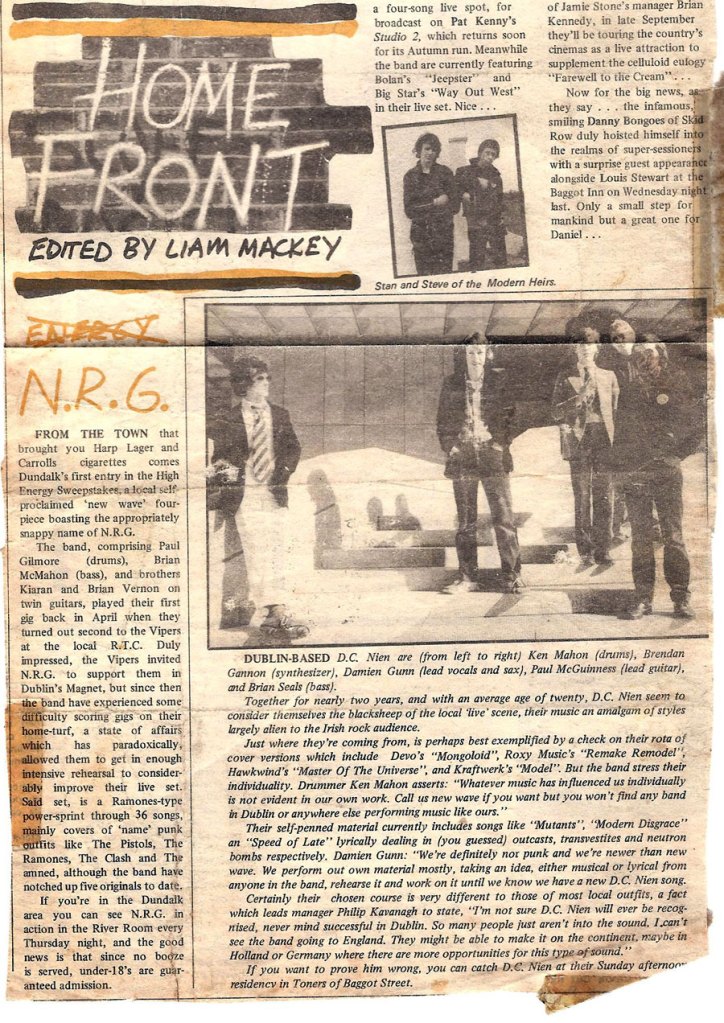 HOME
FRONT
EDITED BY LIAM MACKEY
a four-song live spot, for
broadcast on Pat Kenny's
Studio 2, which returns soon
for its Autumn run. Meanwhile
the band are currently featuring
Bolan's "Jeepster" and
Big Star's "Way Out West"
in their live set. Nice . . .
Stan and Steve of the Modern Heirs.
of Jamie Stone's manager Brian
Kennedy, in late September
they'll be touring the country's
cinemas as a live attraction to
supplement the celluloid eulogy
"Farewell to the Cream" . . .
Now for the big news, as
they say . . . the infamous,
smiling Danny Bongoes of Skid
Row duly hoisted himself into
the realms of super-sessioners
with a surprise guest appearance
alongside Louis Stewart at the
Baggot Inn on Wednesday night
last. Only a small step for
mankind but a great one for
Daniel . . .
ENERGY
N.R.G.
FROM THE TOWN that
brought you Harp Lager and
Carrolls cigarettes comes
Dundalk's first entry in the High
Energy Sweepstakes, a local self-
proclaimed 'new wave' four-
piece boasting the appropriately
snappy name of N.R.G.
The band, comprising Paul
Gilmore (drums), Brian
McMahon (bass), and brothers
Kiaran and Brian Vernon on
twin guitars, played their first
gig back in April when they
turned out second to the Vipers
at the local R.T.C. Duly
impressed, the Vipers invited
N.R.G. to support them in
Dublin's Magnet, but since then
the band have experienced some
difficulty scoring gigs on their
home-turf, a state of affairs
which has paradoxically,
allowed them to get in enough
intensive rehearsal to consider-
ably improve their live set.
Said set, is a Ramones-type
power-sprint through 36 songs,
mainly covers of 'name' punk
outfits like The Pistols, The
Ramones, The Clash and The
amned, although the band have
notched up five originals to date.
If you're in the Dundalk
area you can see N.R.G. in
action in the River Room every
Thursday night, and the good
news is that since no booze
is served, under-18's are guar-
anteed admission.
DUBLIN-BASED D.C. Nien are (from left to right) Ken Mahon (drums), Brendan
Gannon (synthesizer), Damien Gunn (lead vocals and sax), Paul McGuinness (lead guitar),
and Brian Seals (bass).
Together for nearly two years, and with an average age of twenty, D.C. Nien seem to
consider themselves the blacksheep of the local 'live' scene, their music an amalgam of styles
largely alien to the Irish rock audience.
Just where they're coming from, is perhaps best exemplified by a check on their rota of
cover versions which include Devo's "Mongoloid", Roxy Music's "Remake Remodel",
Hawkwind's "Master Of The Universe", and Kraftwerk's "Model". But the band stress their
individuality. Drummer Ken Mahon asserts: "Whatever music has influenced us individually
is not evident in our own work. Call us new wave if you want but you won't find any band
in Dublin or anywhere else performing music like ours."
Their self-penned material currently includes songs like "Mutants", "Modern Disgrace"
an "Speed of Late" lyrically dealing in (you guessed) outcasts, transvestites and neutron
bombs respectively. Damien Gunn: "We're definitely not punk and we're newer than new
wave. We perform out own material mostly, taking an idea, either musical or lyrical from
anyone in the band, rehearse it and work on it until we know we have a new D.C. Nien song.
Certainly their chosen course is very different to those of most local outfits, a fact
which leads manager Philip Kavanagh to state, "I'm not sure D.C. Nien will ever be recog-
nised, never mind successful in Dublin. So many people just aren't into the sound. I can't
see the band going to England. They might be able to make it on the continent, maybe in
Holland or Germany where there are more opportunities for this type of sound."
If you want to prove him wrong, you can catch D.C. Nien at their Sunday afternoon
residency in Toners of Baggot Street.